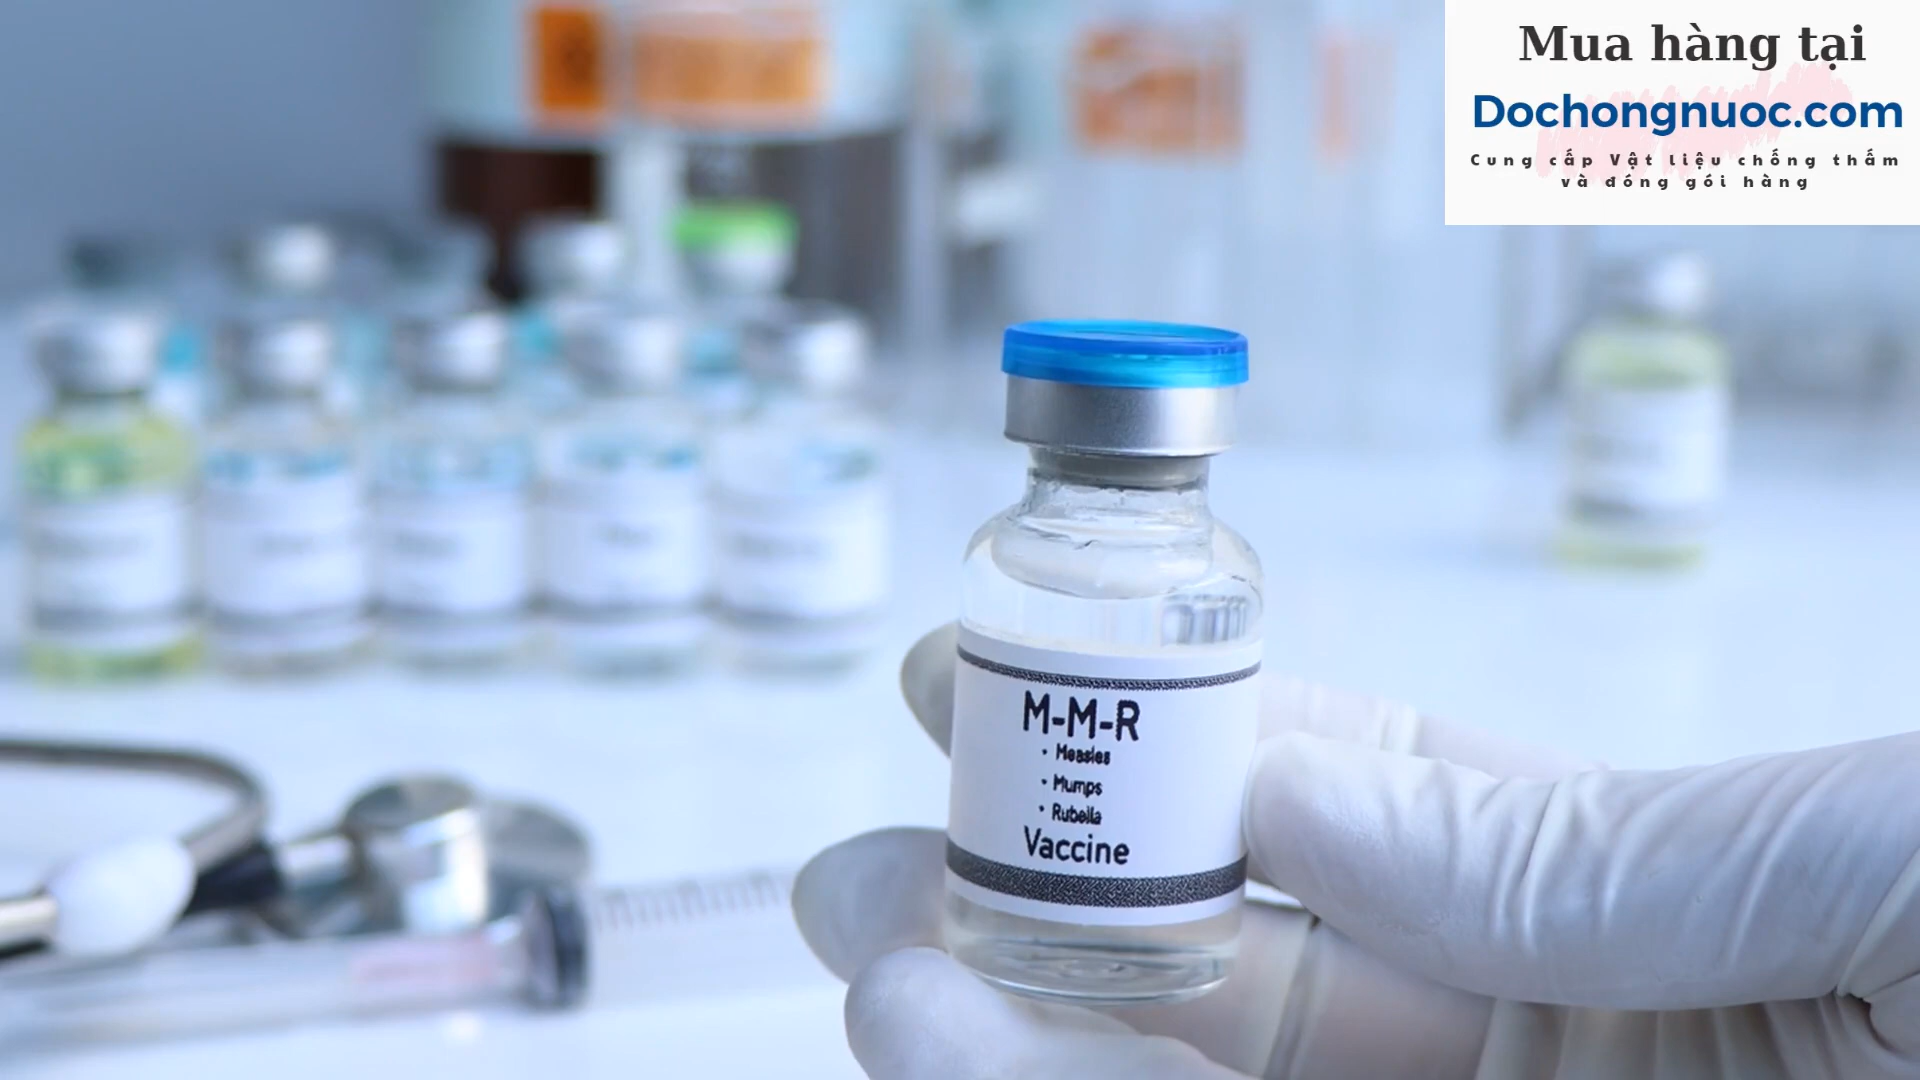 Mua hàng tại
Dochongnuoc.com
Cung cấp Vật liệu chống thấm
và đóng gói hàng
M-M-R
• Measles
• Mumps
• Rubella
Vaccine